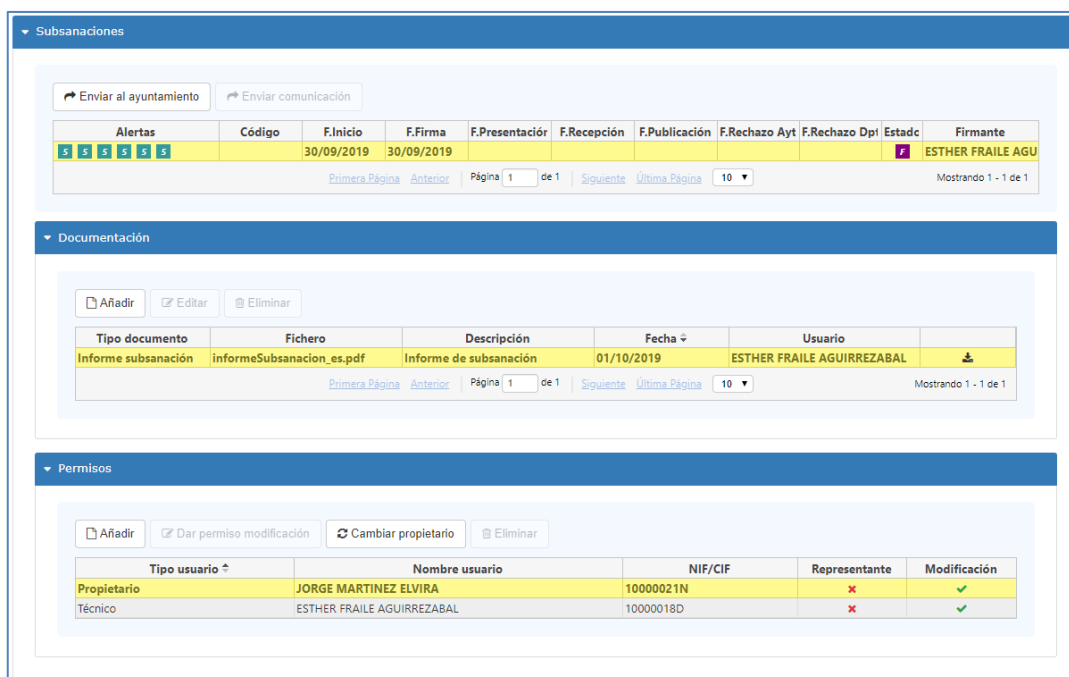 Subsanaciones
Enviar al ayuntamiento Enviar comunicación
Alertas Código F.Inicio F.Firma F.Presentación F.Recepción F.Publicación F.Rechazo Ayt F.Rechazo Dpt Estado Firmante
S S S S S S 30/09/2019 30/09/2019 F ESTHER FRAILE AGU
Primera Página Anterior Página 1 de 1 Siguiente Última Página 10 Mostrando 1 - 1 de 1
Documentación
Añadir Editar Eliminar
Tipo documento Fichero Descripción Fecha Usuario
Informe subsanación informeSubsanacion_es.pdf Informe de subsanación 01/10/2019 ESTHER FRAILE AGUIRREZABAL
Primera Página Anterior Página 1 de 1 Siguiente Última Página 10 Mostrando 1 - 1 de 1
Permisos
Añadir Dar permiso modificación Cambiar propietario Eliminar
Tipo usuario Nombre usuario NIF/CIF Representante Modificación
Propietario JORGE MARTINEZ ELVIRA 10000021N
Técnico ESTHER FRAILE AGUIRREZABAL 10000018D